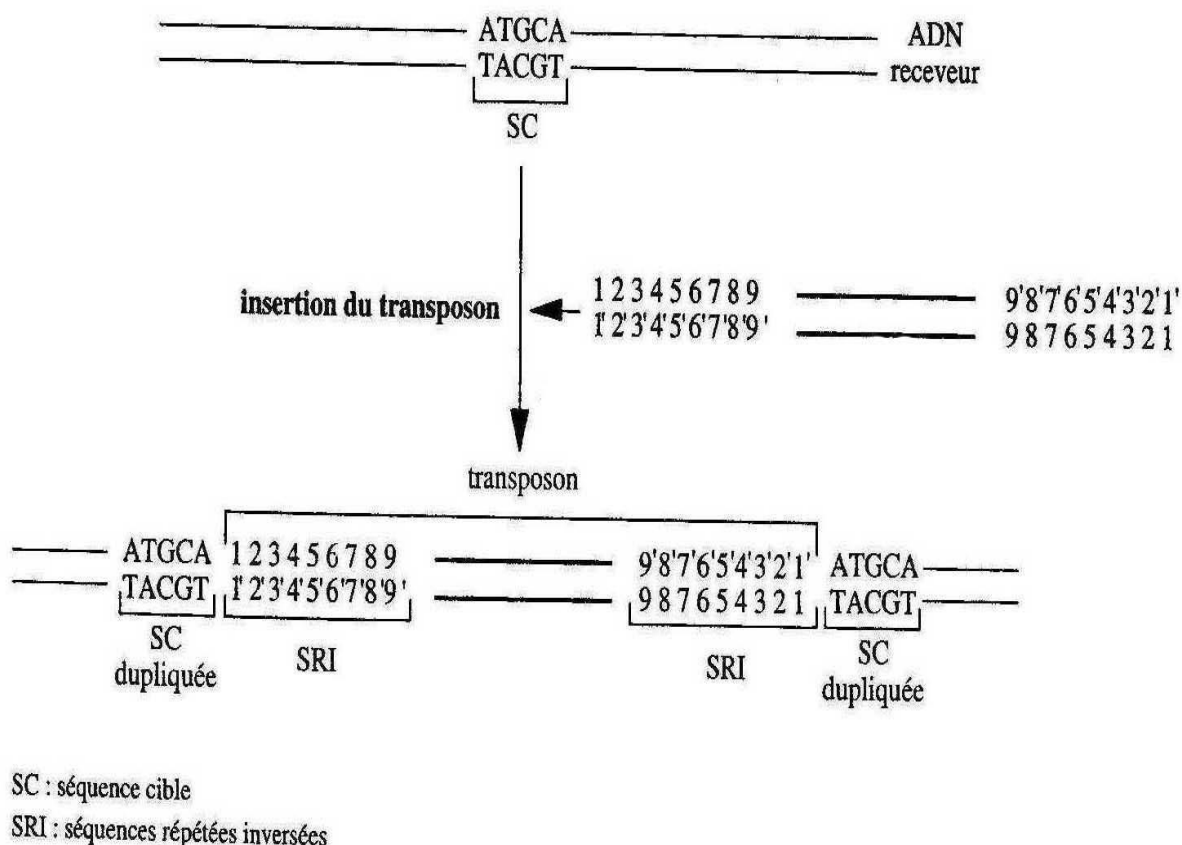 ATGCA ADN
TACGT receveur
SC
insertion du transposon
1 2 3 4 5 6 7 8 9 9'8'7'6'5'4'3'2'1'
1'2'3'4'5'6'7'8'9' 9 8 7 6 5 4 3 2 1
transposon
ATGCA 1 2 3 4 5 6 7 8 9 9'8'7'6'5'4'3'2'1' ATGCA
TACGT 1'2'3'4'5'6'7'8'9' 9 8 7 6 5 4 3 2 1 TACGT
SC SRI SRI SC
dupliquée dupliquée
SC : séquence cible
SRI : séquences répétées inversées